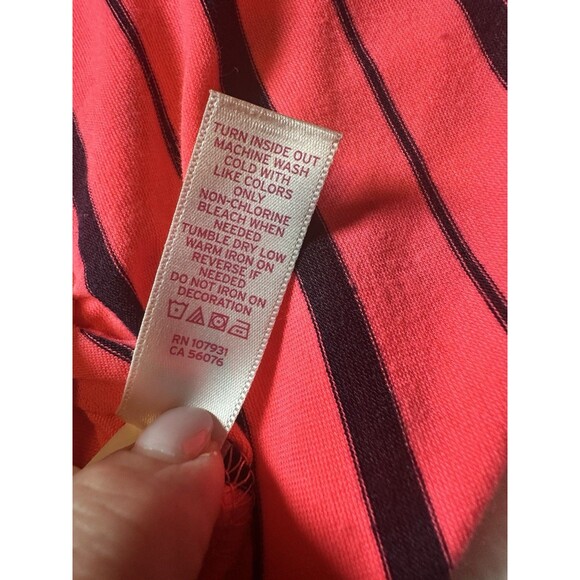 TURN INSIDE OUT
MACHINE WASH
COLD WITH
LIKE COLORS
ONLY
NON-CHLORINE
BLEACH WHEN
NEEDED
TUMBLE DRY LOW
WARM IRON ON
REVERSE IF
NEEDED
DO NOT IRON ON
DECORATION
RN 107931
CA 56076